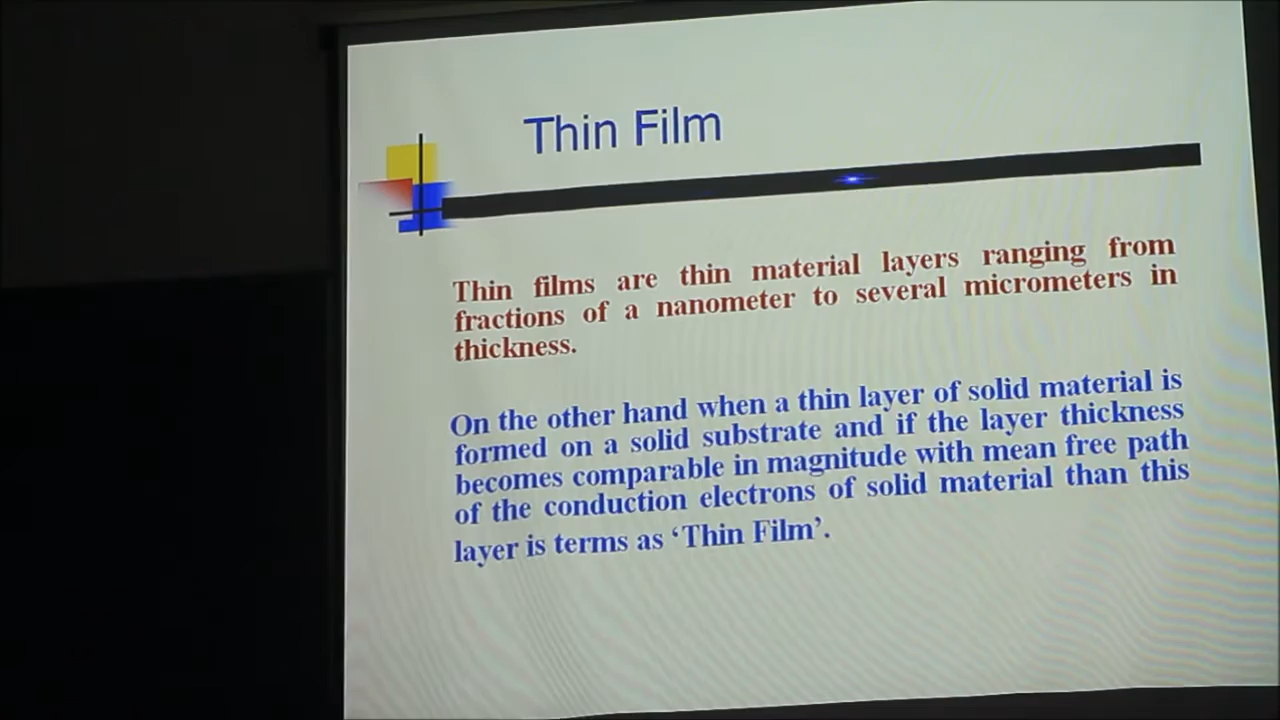 Thin Film
Thin films are thin material layers ranging from
fractions of a nanometer to several micrometers in
thickness.
On the other hand when a thin layer of solid material is
formed on a solid substrate and if the layer thickness
becomes comparable in magnitude with mean free path
of the conduction electrons of solid material than this
layer is terms as ‘Thin Film’.